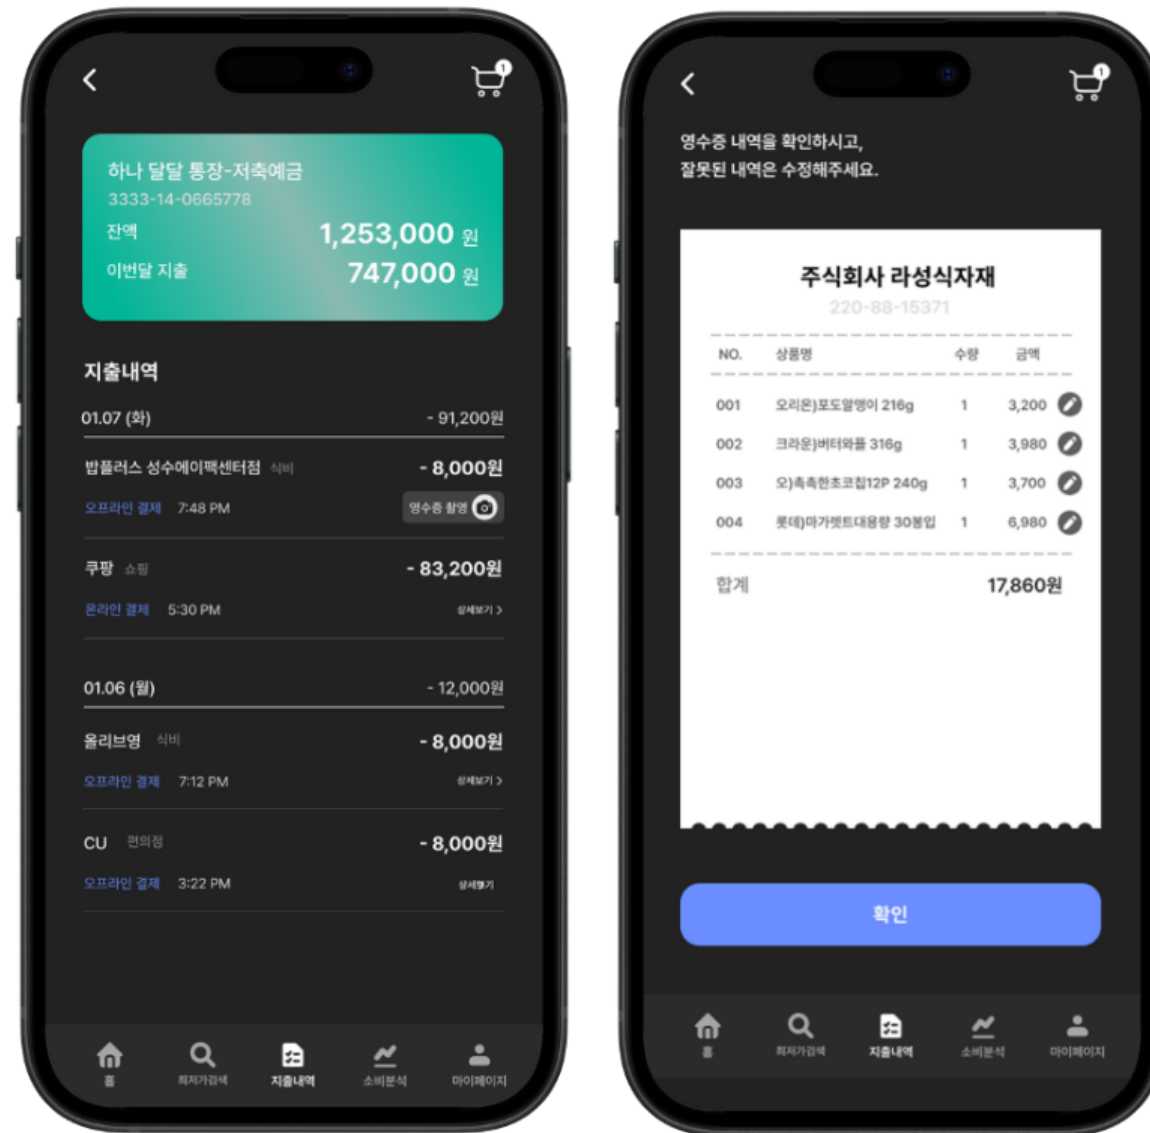 1
하나 달달 통장-저축예금
3333-14-0665778
잔액 1,253,000 원
이번달 지출 747,000 원
지출내역
01.07 (화) - 91,200원
밥플러스 성수에이팩센터점 식비 - 8,000원
오프라인 결제 7:48 PM 영수증 촬영
쿠팡 쇼핑 - 83,200원
온라인 결제 5:30 PM 상세보기 >
01.06 (월) - 12,000원
올리브영 식비 - 8,000원
오프라인 결제 7:12 PM 상세보기 >
CU 편의점 - 8,000원
오프라인 결제 3:22 PM
홈 최저가검색 지출내역 소비분석 마이페이지
1
영수증 내역을 확인하시고,
잘못된 내역은 수정해주세요.
주식회사 라성식자재
220-88-15371
NO. 상품명 수량 금액
001 오리온)포도알맹이 216g 1 3,200
002 크라운)버터와플 316g 1 3,980
003 오)촉촉한초코칩12P 240g 1 3,700
004 롯데)마가렛트대용량 30봉입 1 6,980
합계 17,860원
확인
홈 최저가검색 지출내역 소비분석 마이페이지